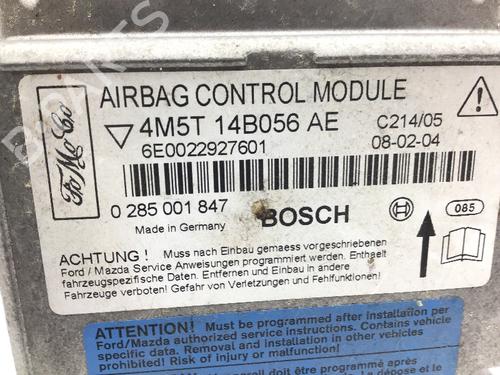 AIRBAG CONTROL MODULE
FoMoCo
4M5T 14B056 AE
C214/05
6E0022927601
08-02-04
0 285 001 847
BOSCH
085
Made in Germany
ACHTUNG ! Muss nach Einbau gemaess vorgeschriebenen
Ford / Mazda Service Anweisungen programmiert werden. Enthaelt
fahrzeugspezifische Daten. Entfernen und Einbau in andere
Fahrzeuge verboten! Gefahr von Verletzungen und Fehlfunktionen!
ATTENTION! Must be programmed after installation per
Ford/Mazda authorized service instructions. Contains vehicle
specific data. Removal and installation in other vehicles
prohibited! Risk of injury or malfunction!